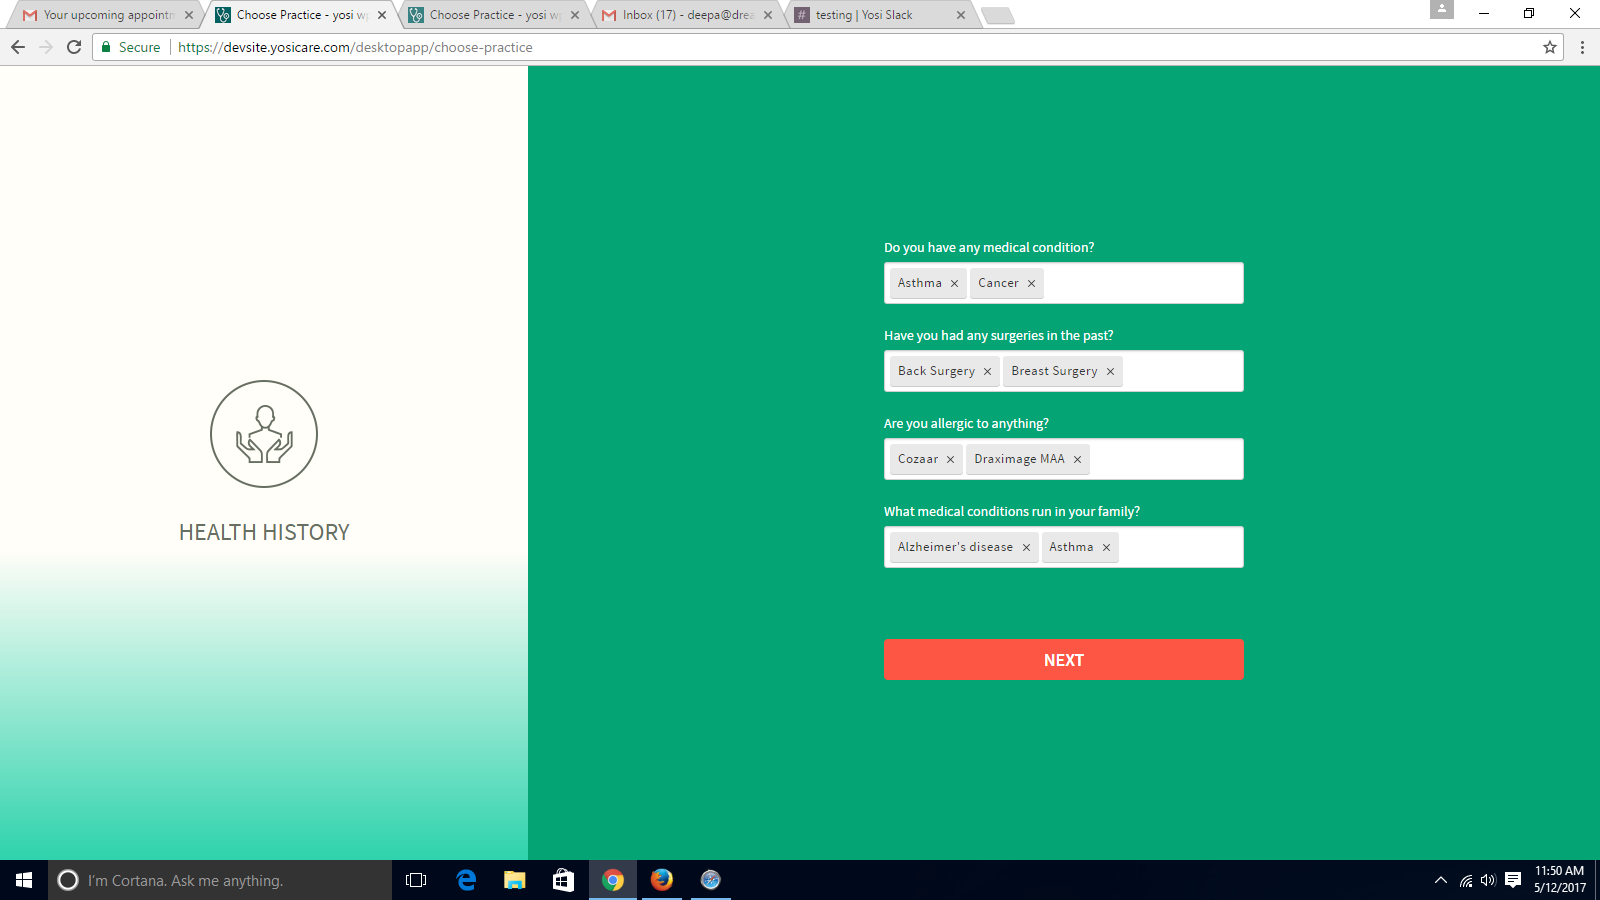 Your upcoming appointm
Choose Practice - yosi w
Choose Practice - yosi w
Inbox (17) - deepa@drea
# testing | Yosi Slack
Secure
https://devsite.yosicare.com/desktopapp/choose-practice
HEALTH HISTORY
Do you have any medical condition?
Asthma × Cancer ×
Have you had any surgeries in the past?
Back Surgery × Breast Surgery ×
Are you allergic to anything?
Cozaar × Draximage MAA ×
What medical conditions run in your family?
Alzheimer's disease × Asthma ×
NEXT
I'm Cortana. Ask me anything.
11:50 AM
5/12/2017